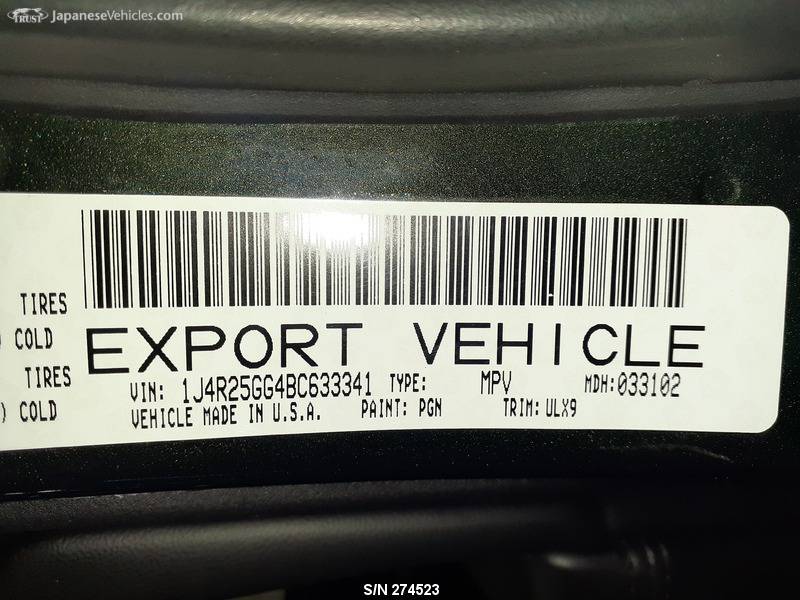 TRUST JapaneseVehicles.com
TIRES
) COLD
TIRES
) COLD
EXPORT VEHICLE
VIN: 1J4R25GG4BC633341 TYPE: MPV MDH:033102
VEHICLE MADE IN U.S.A. PAINT: PGN TRIM: ULX9
S/N 274523